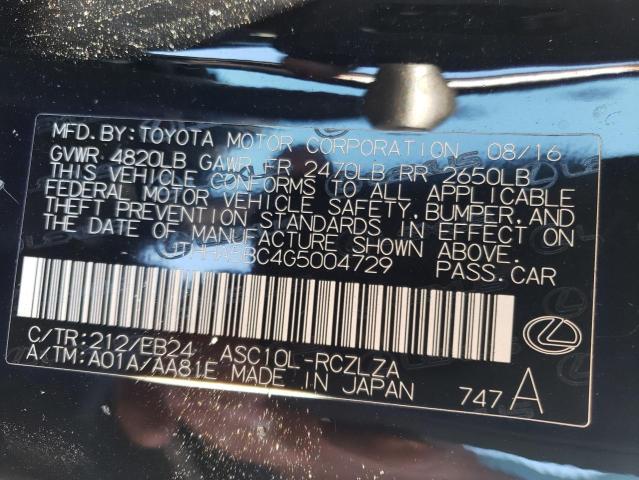 MFD.BY:TOYOTA MOTOR CORPORATION 08/16
GVWR 4820LB GAWR FR 2470LB RR 2650LB
THIS VEHICLE CONFORMS TO ALL APPLICABLE
FEDERAL MOTOR VEHICLE SAFETY,BUMPER,AND
THEFT PREVENTION STANDARDS IN EFFECT ON
THE DATE OF MANUFACTURE SHOWN ABOVE.
JTHHA5BC4G5004729 PASS.CAR
C/TR:212/EB24 ASC10L-RCZLZA
A/TM:A01A/AA81E MADE IN JAPAN
747A